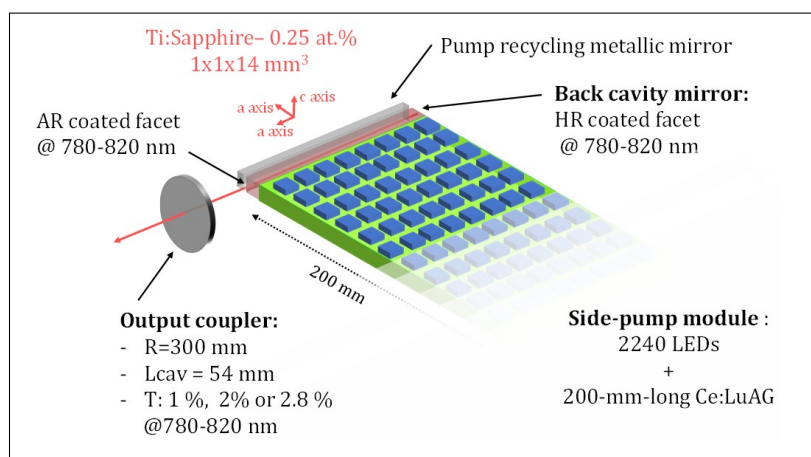 Ti:Sapphire– 0.25 at.%
1x1x14 mm³
Pump recycling metallic mirror
c axis
a axis
a axis
Back cavity mirror:
HR coated facet
@ 780-820 nm
AR coated facet
@ 780-820 nm
200 mm
Output coupler:
- R=300 mm
- Lcav = 54 mm
- T: 1 %, 2% or 2.8 %
@780-820 nm
Side-pump module :
2240 LEDs
+
200-mm-long Ce:LuAG